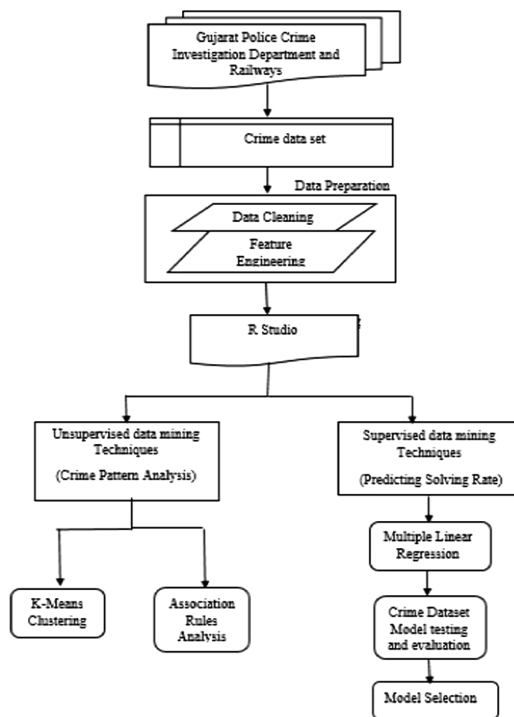 Gujarat Police Crime
Investigation Department and
Railways
Crime data set
Data Preparation
Data Cleaning
Feature
Engineering
R Studio
Unsupervised data mining
Techniques
(Crime Pattern Analysis)
Supervised data mining
Techniques
(Predicting Solving Rate)
Multiple Linear
Regression
K-Means
Clustering
Association
Rules
Analysis
Crime Dataset
Model testing
and evaluation
Model Selection